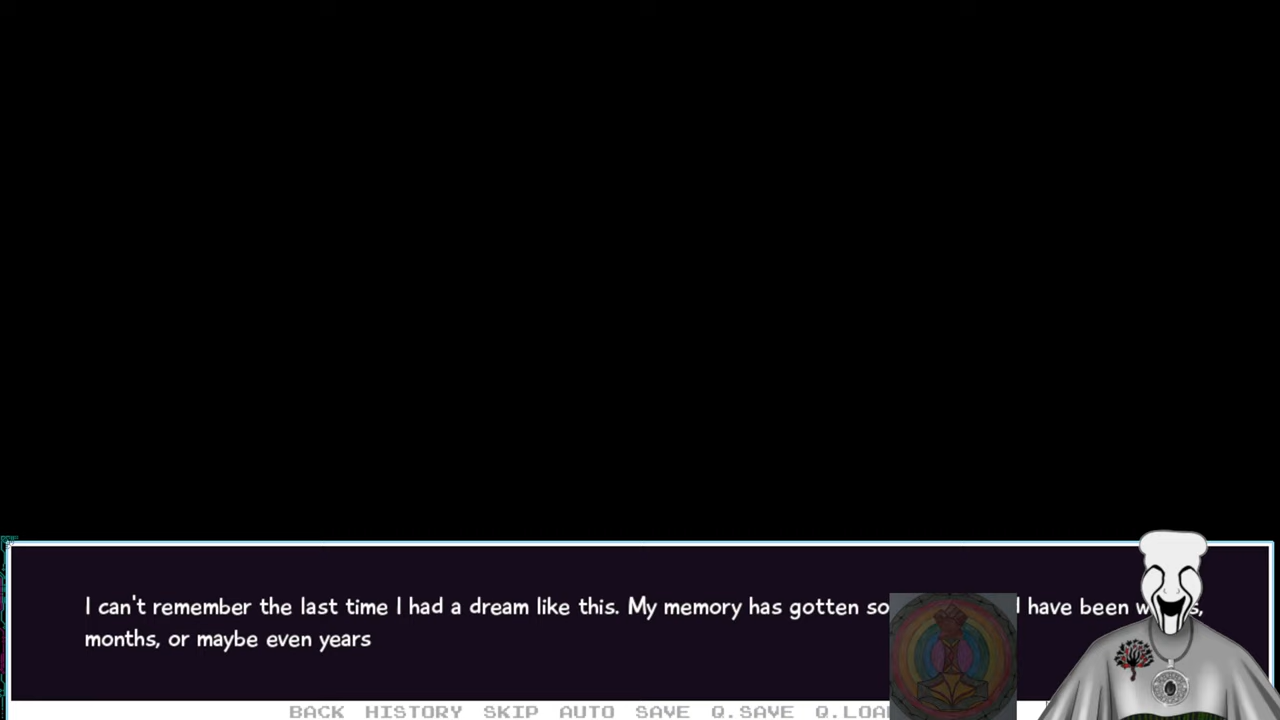 I can't remember the last time I had a dream like this. My memory has gotten so I have been
months, or maybe even years
BACK HISTORY SKIP AUTO SAVE Q.SAVE